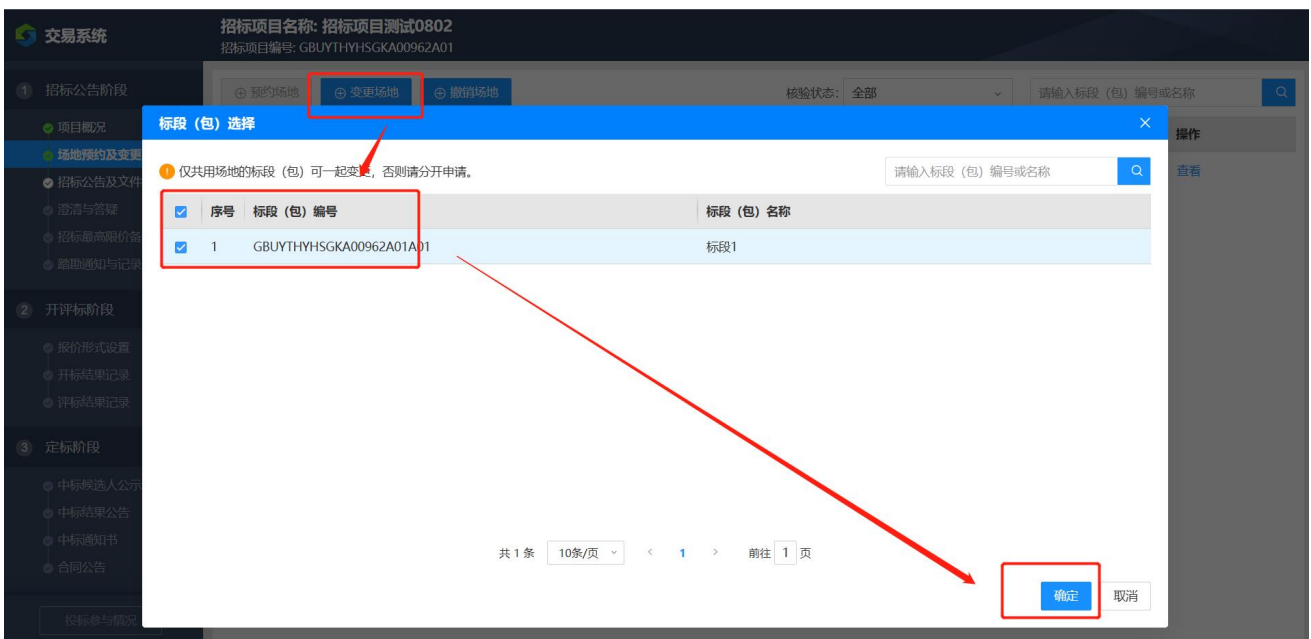 交易系统
招标项目名称: 招标项目测试0802
招标项目编号: GBUYTHYHSGKA00962A01
1 招标公告阶段
预约场地
变更场地
撤销场地
核验状态: 全部
请输入标段（包）编号或名称
项目概况
场地预约及变更
招标公告及文件
澄清与答疑
招标最高限价备
踏勘通知与记录
2 开评标阶段
报价形式设置
开标结果记录
评标结果记录
3 定标阶段
中标候选人公示
中标结果公告
中标通知书
合同公告
投标参与情况
操作
查看
标段（包）选择
仅共用场地的标段（包）可一起变更，否则请分开申请。
请输入标段（包）编号或名称
序号 标段（包）编号 标段（包）名称
1 GBUYTHYHSGKA00962A01A01 标段1
共 1 条 10条/页 1 前往 1 页
确定 取消